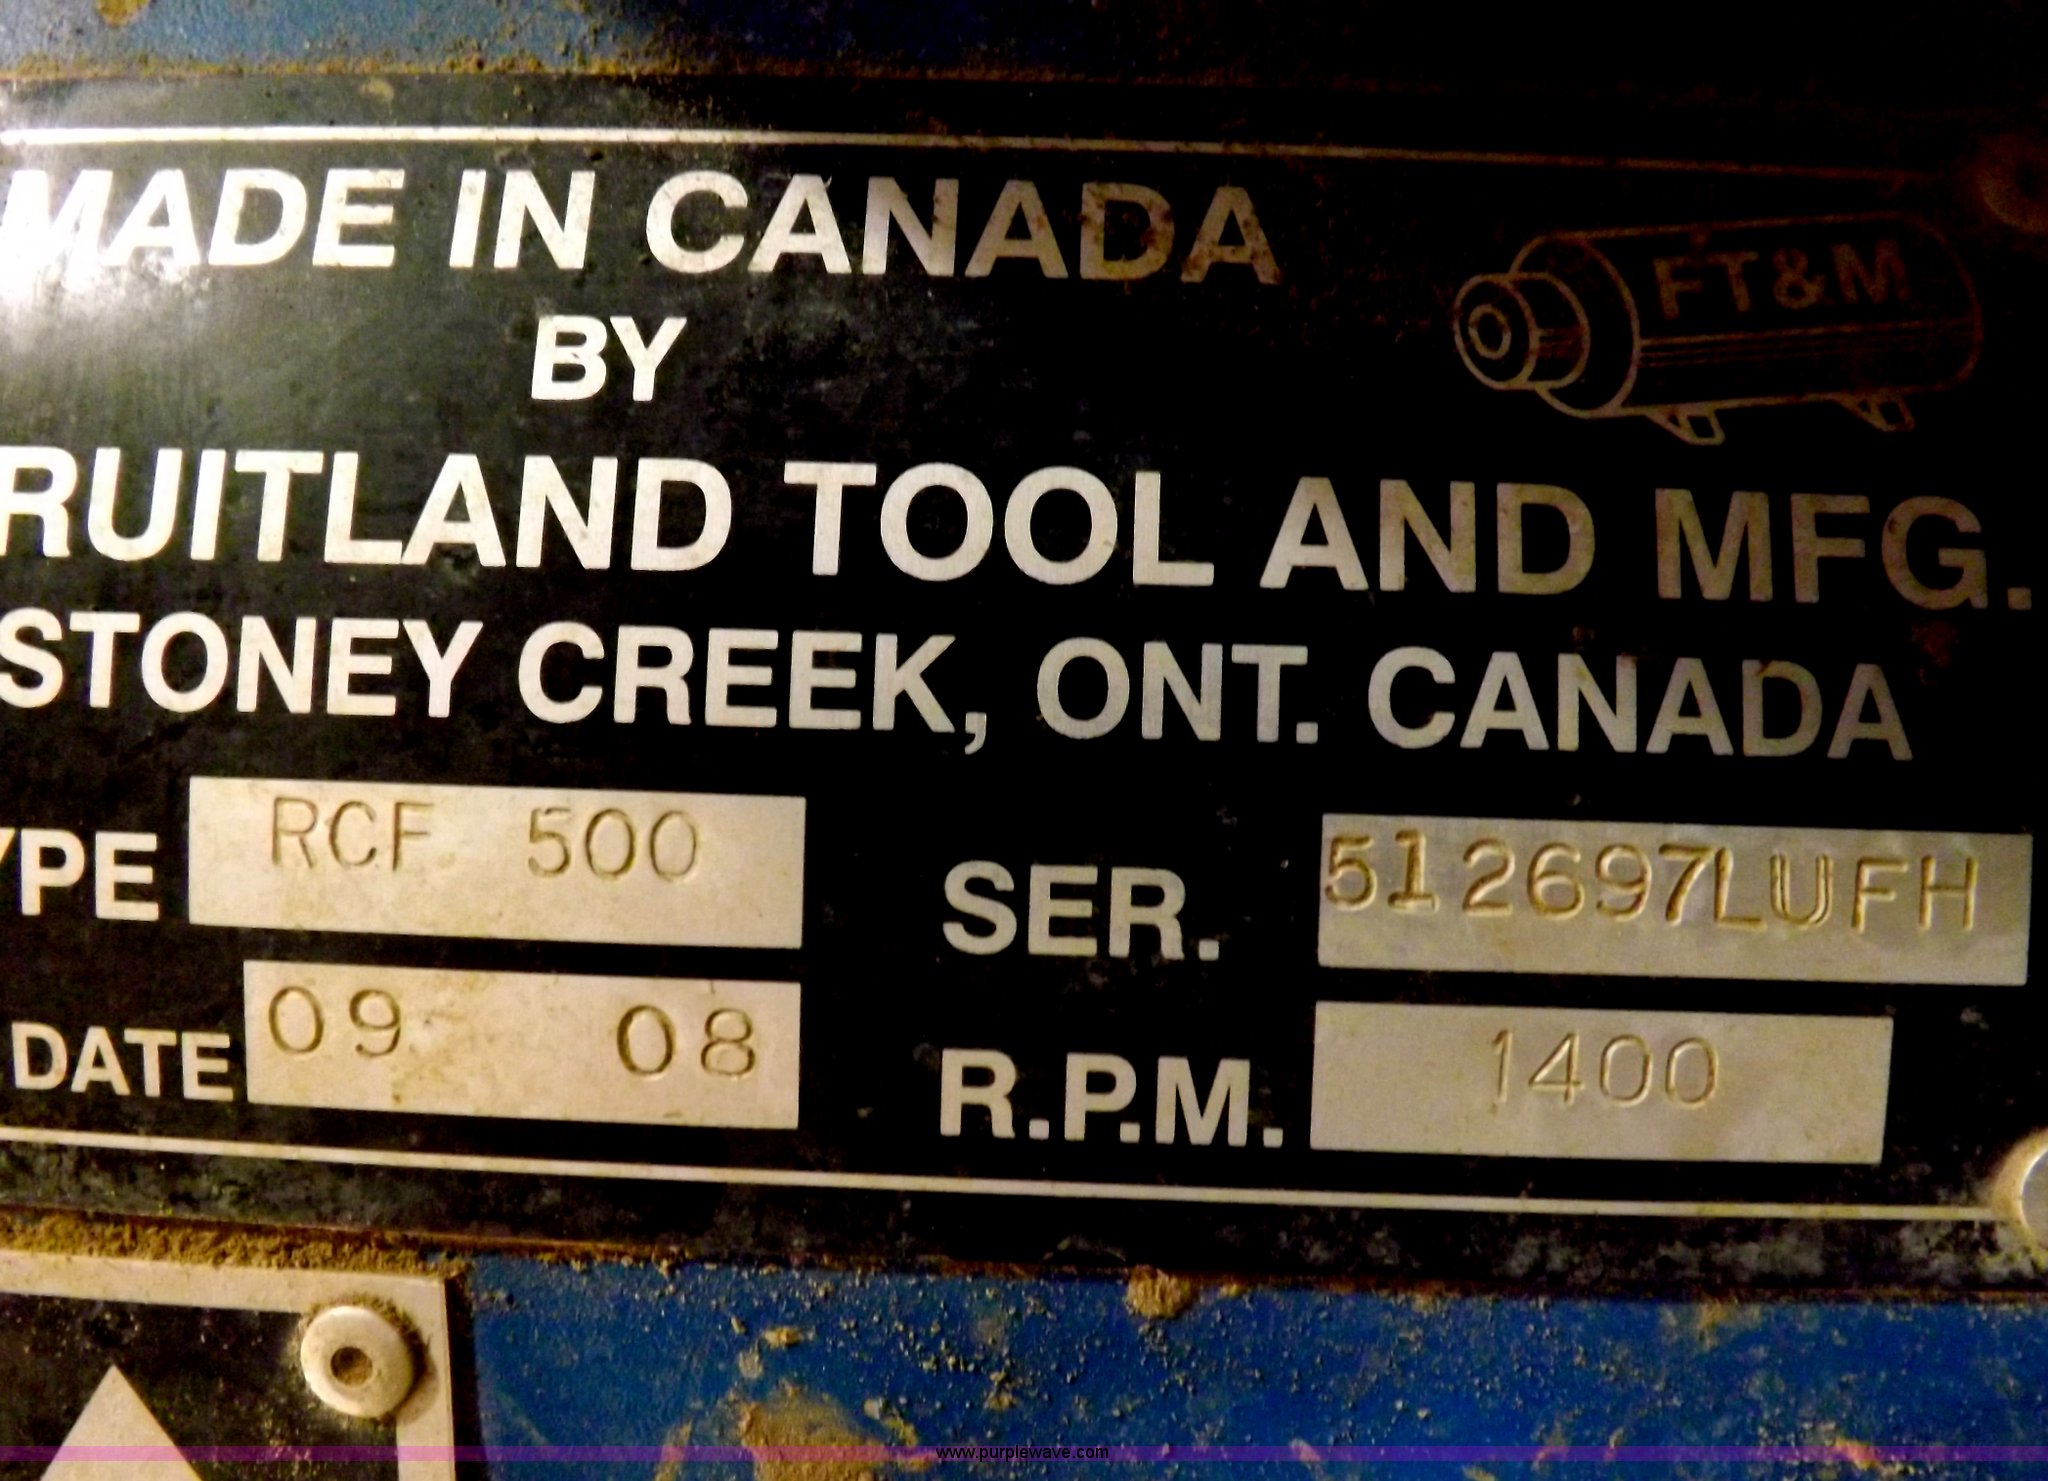 MADE IN CANADA
FT&M
BY
RUITLAND TOOL AND MFG.
STONEY CREEK, ONT. CANADA
YPE RCF 500 SER. 512697LUFH
DATE 09 08 R.P.M. 1400
www.purplewave.com